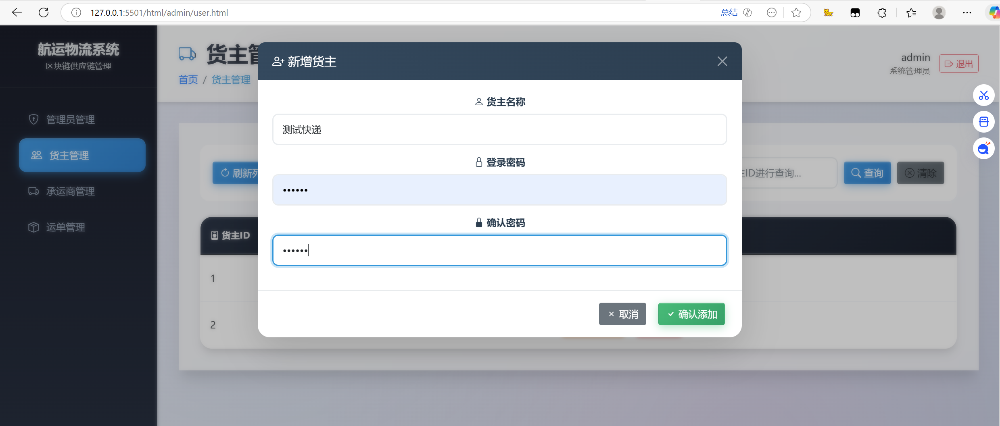 127.0.0.1:5501/html/admin/user.html
总结
航运物流系统
区块链供应链管理
管理员管理
货主管理
承运商管理
运单管理
货主管
首页 / 货主管理
admin
系统管理员
退出
刷新列
ID进行查询...
查询
清除
货主ID
1
2
新增货主
货主名称
测试快递
登录密码
••••••
确认密码
••••••
取消
确认添加